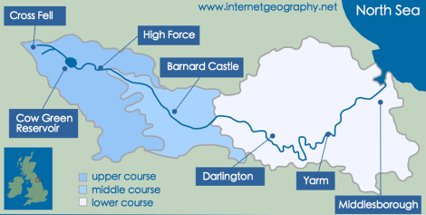 www.internetgeography.net
North Sea
Cross Fell
High Force
Barnard Castle
Cow Green
Reservoir
Darlington
Yarm
Middlesborough
upper course
middle course
lower course